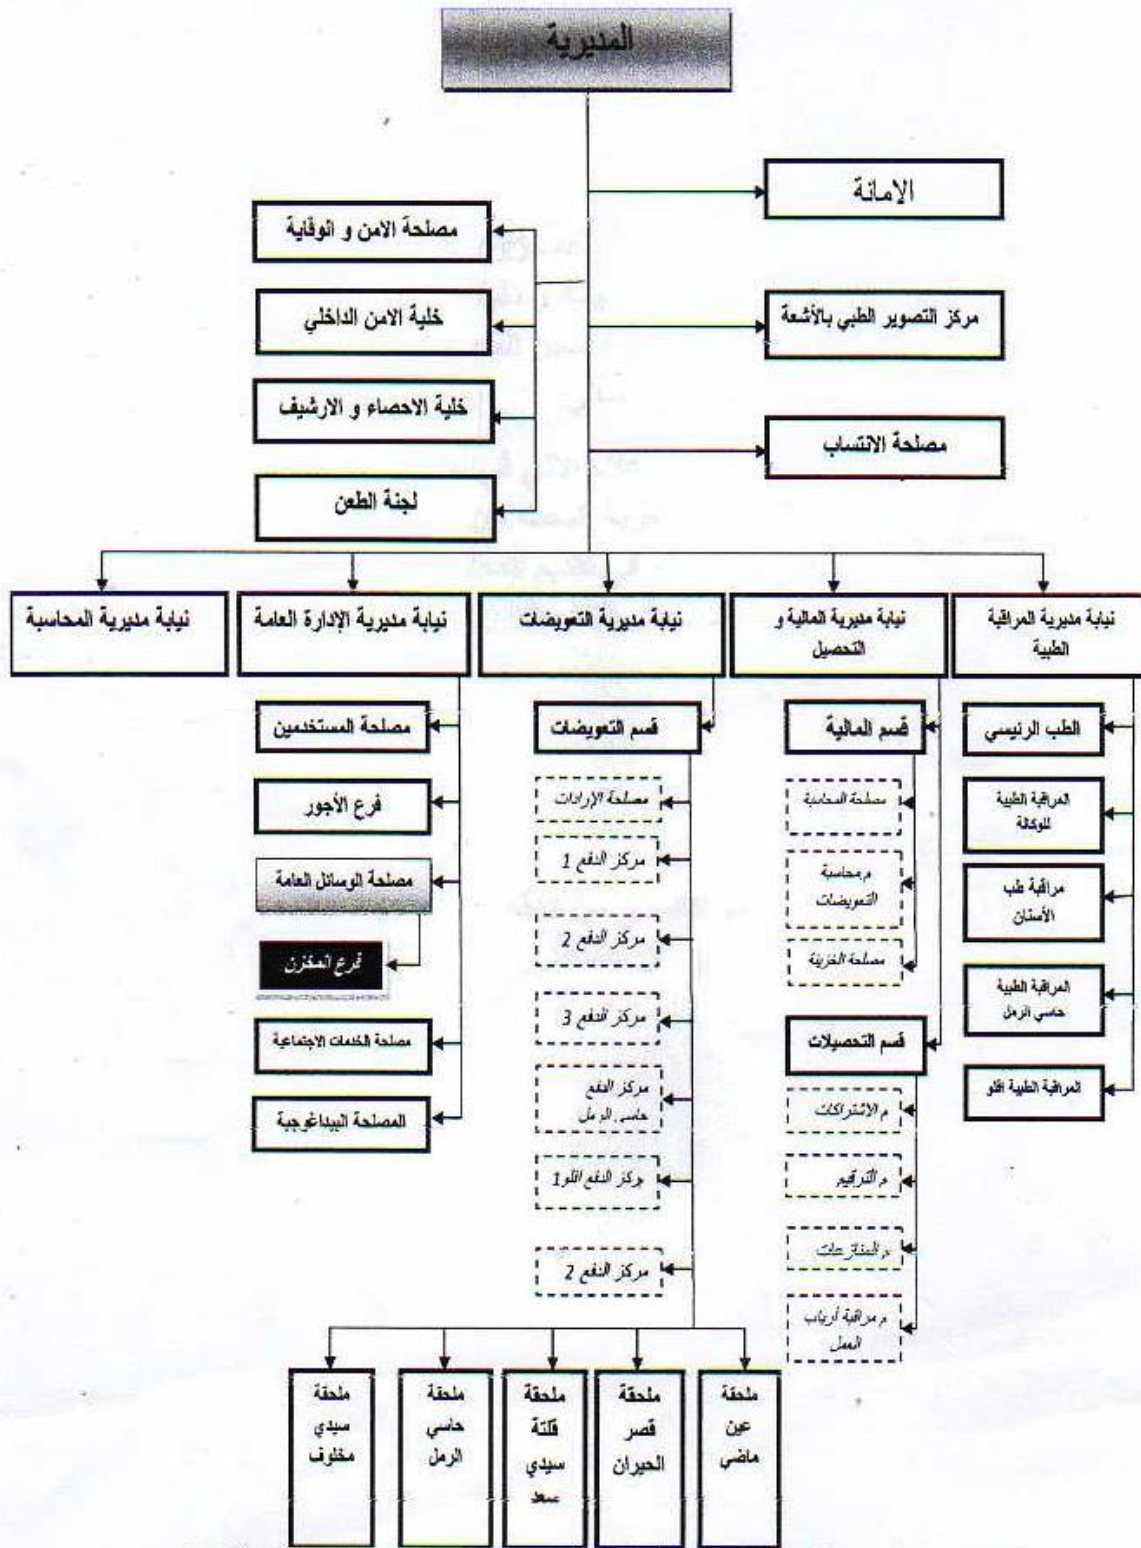 المديرية
الامانة
مصلحة الامن و الوقاية
مركز التصوير الطبي بالأشعة
خلية الامن الداخلي
خلية الاحصاء و الارشيف
مصلحة الانتساب
لجنة الطعن
نيابة مديرية المراقبة
الطبية
نيابة مديرية المالية و
التحصيل
نيابة مديرية التعويضات
نيابة مديرية الإدارة العامة
نيابة مديرية المحاسبة
الطب الرئيسي
المراقبة الطبية
للوكالة
مراقبة طب
الأسنان
المراقبة الطبية
حاسي الرمل
المراقبة الطبية افلو
قسم المالية
مصلحة المحاسبة
م محاسبة
التعويضات
مصلحة الخزينة
قسم التحصيلات
م الاشتراكات
م الترقيم
م المنازعات
م مراقبة أرباب
العمل
قسم التعويضات
مصلحة الإرادات
مركز الدفع 1
مركز الدفع 2
مركز الدفع 3
مركز الدفع
حاسي الرمل
مركز الدفع افلو1
مركز الدفع 2
مصلحة المستخدمين
فرع الأجور
مصلحة الوسائل العامة
فرع المخزن
مصلحة الخدمات الاجتماعية
المصلحة البيداغوجية
ملحقة
عين
ماضي
ملحقة
قصر
الحيران
ملحقة
قلتة
سيدي
سعد
ملحقة
حاسي
الرمل
ملحقة
سيدي
مخلوف